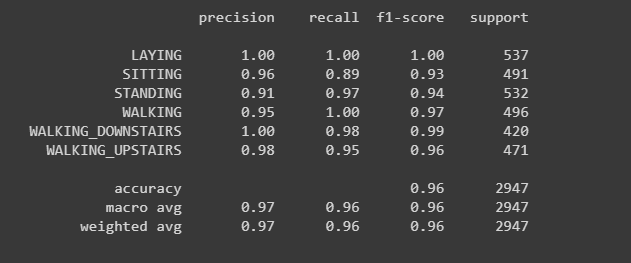 precision recall f1-score support
LAYING 1.00 1.00 1.00 537
SITTING 0.96 0.89 0.93 491
STANDING 0.91 0.97 0.94 532
WALKING 0.95 1.00 0.97 496
WALKING_DOWNSTAIRS 1.00 0.98 0.99 420
WALKING_UPSTAIRS 0.98 0.95 0.96 471
accuracy 0.96 2947
macro avg 0.97 0.96 0.96 2947
weighted avg 0.97 0.96 0.96 2947